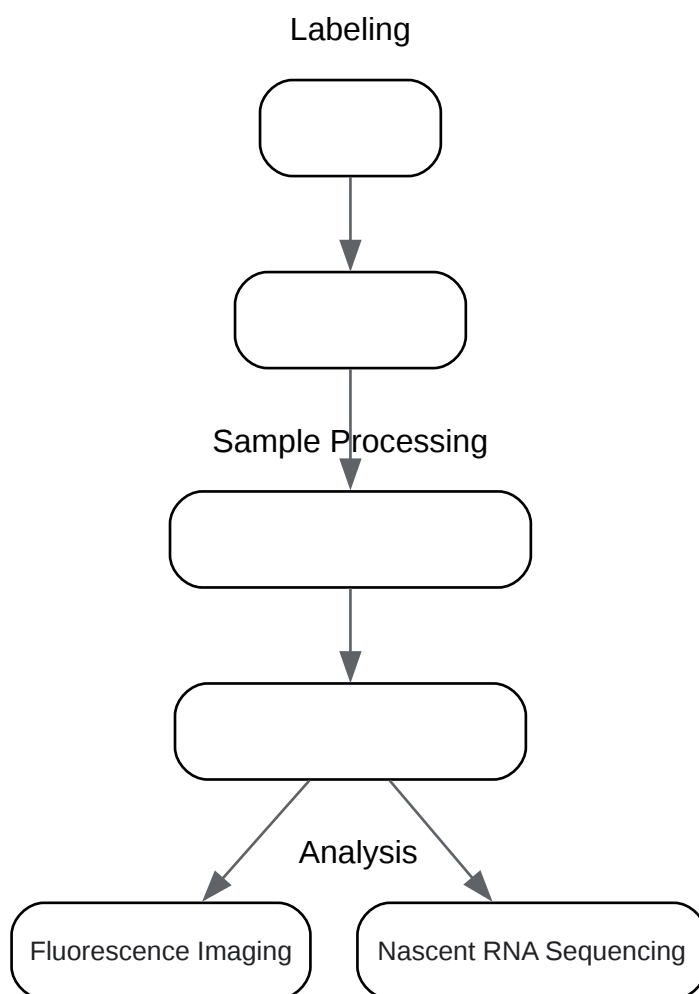 Labeling
Sample Processing
Analysis
Fluorescence Imaging
Nascent RNA Sequencing